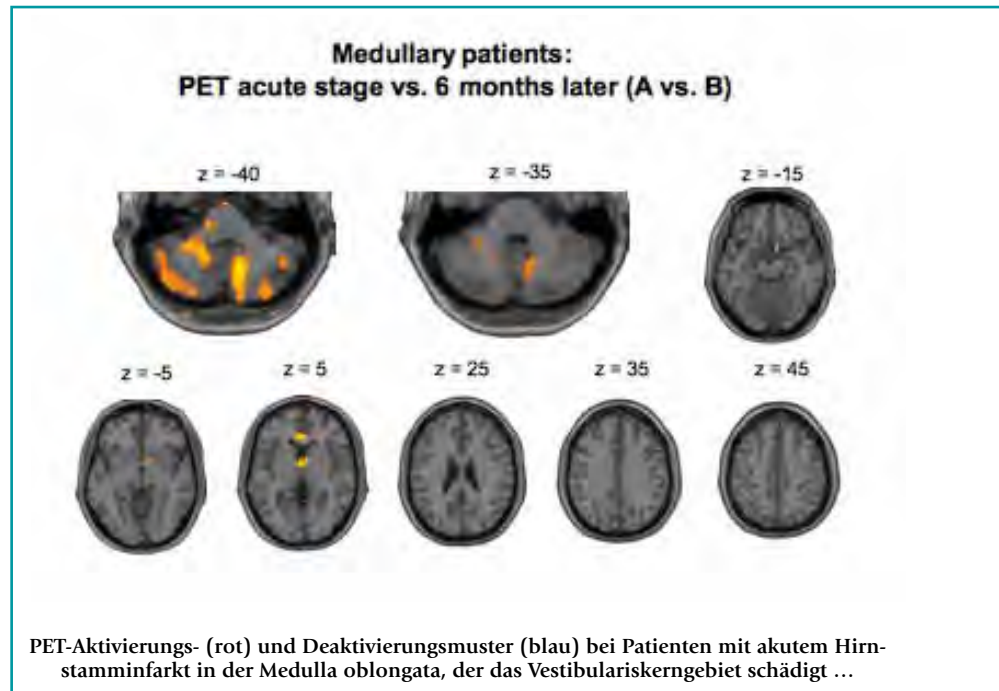 Medullary patients:
PET acute stage vs. 6 months later (A vs. B)
z = -40
z = -35
z = -15
z = -5
z = 5
z = 25
z = 35
z = 45
PET-Aktivierungs- (rot) und Deaktivierungsmuster (blau) bei Patienten mit akutem Hirn-
stamminfarkt in der Medulla oblongata, der das Vestibulariskerngebiet schädigt …